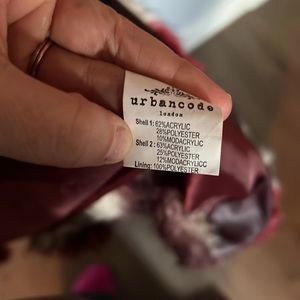 urbancode
london
Shell 1: 62%ACRYLIC
28%POLYESTER
10%MODACRYLIC
Shell 2: 63%ACRYLIC
25%POLYESTER
12%MODACRYLICC
Lining: 100%POLYESTER